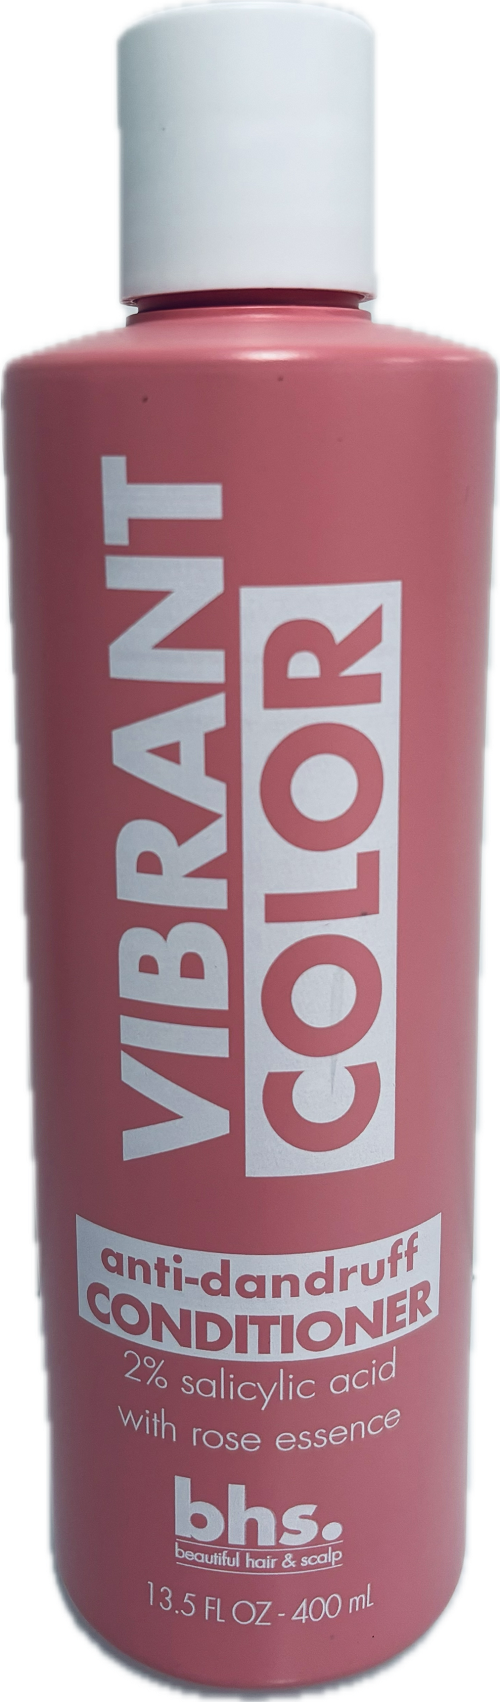 VIBRANT
COLOR
anti-dandruff
CONDITIONER
2% salicylic acid
with rose essence
bhs.
beautiful hair & scalp
13.5 FL OZ - 400 mL